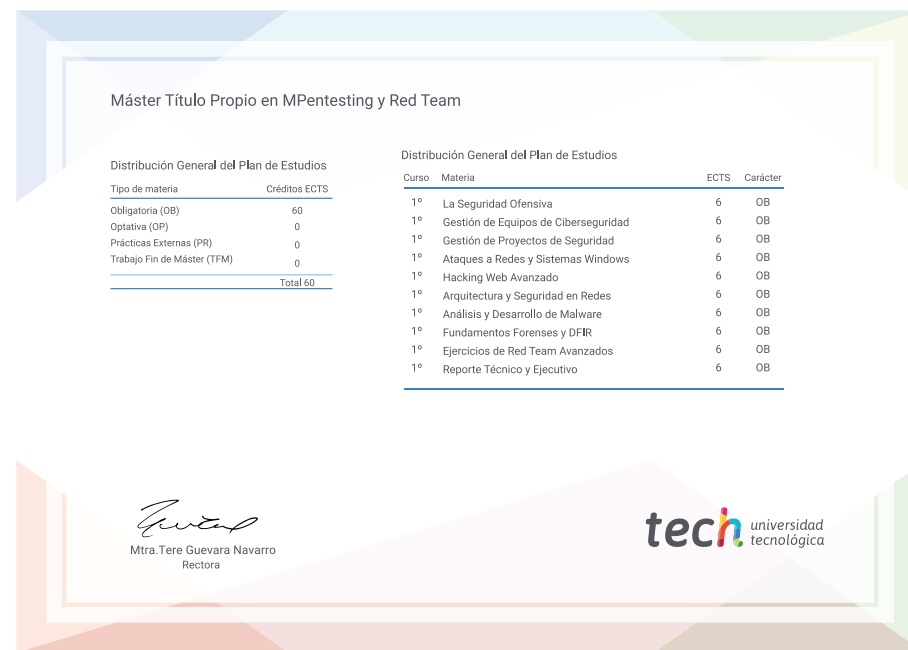 Máster Título Propio en MPentesting y Red Team
Distribución General del Plan de Estudios
Tipo de materia Créditos ECTS
Obligatoria (OB) 60
Optativa (OP) 0
Prácticas Externas (PR) 0
Trabajo Fin de Máster (TFM) 0
Total 60
Distribución General del Plan de Estudios
Curso Materia ECTS Carácter
1º La Seguridad Ofensiva 6 OB
1º Gestión de Equipos de Ciberseguridad 6 OB
1º Gestión de Proyectos de Seguridad 6 OB
1º Ataques a Redes y Sistemas Windows 6 OB
1º Hacking Web Avanzado 6 OB
1º Arquitectura y Seguridad en Redes 6 OB
1º Análisis y Desarrollo de Malware 6 OB
1º Fundamentos Forenses y DFIR 6 OB
1º Ejercicios de Red Team Avanzados 6 OB
1º Reporte Técnico y Ejecutivo 6 OB
Mtra.Tere Guevara Navarro
Rectora
tech universidad
tecnológica